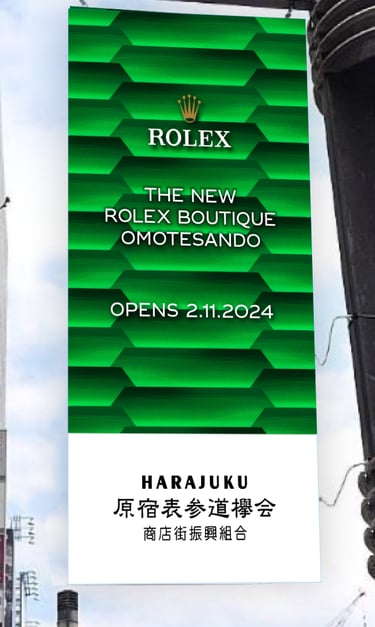 ROLEX
THE NEW
ROLEX BOUTIQUE
OMOTESANDO
OPENS 2.11.2024
HARAJUKU
原宿表参道欅会
商店街振興組合